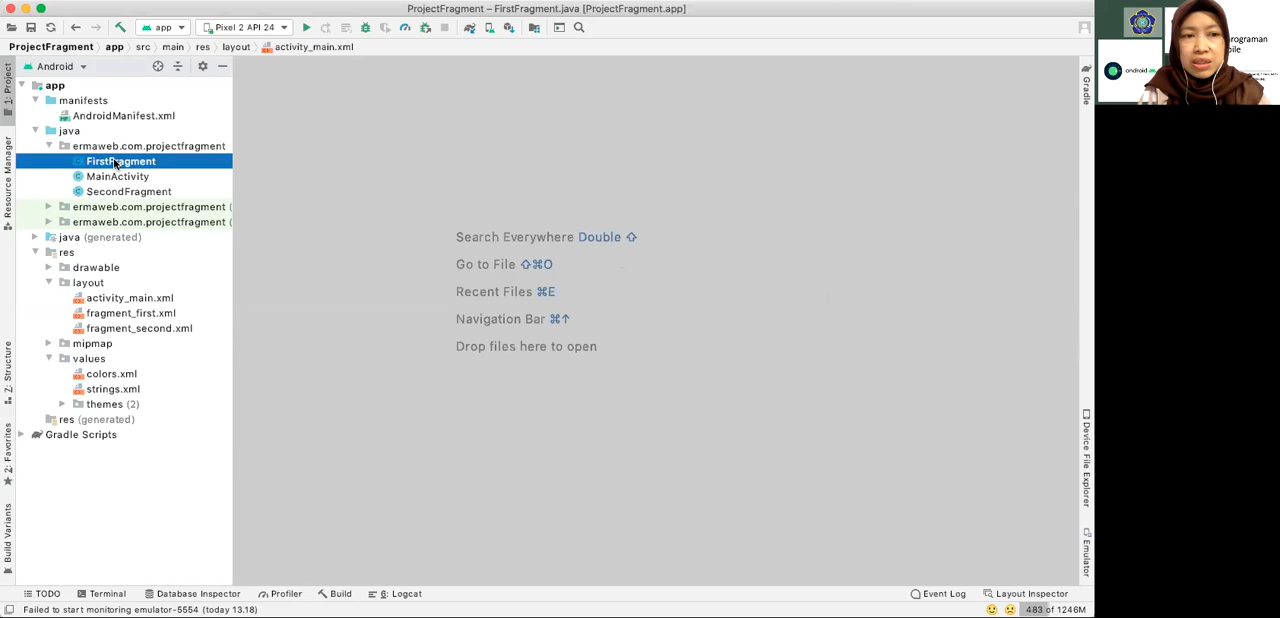 ProjectFragment – FirstFragment.java [ProjectFragment.app]
app
Pixel 2 API 24
ProjectFragment app src main res layout activity_main.xml
Android
app
manifests
AndroidManifest.xml
java
ermaweb.com.projectfragment
FirstFragment
MainActivity
SecondFragment
ermaweb.com.projectfragment (
ermaweb.com.projectfragment (
java (generated)
res
drawable
layout
activity_main.xml
fragment_first.xml
fragment_second.xml
mipmap
values
colors.xml
strings.xml
themes (2)
res (generated)
Gradle Scripts
1: Project
Resource Manager
Z: Structure
2: Favorites
Build Variants
Search Everywhere Double ⇧
Go to File ⇧⌘O
Recent Files ⌘E
Navigation Bar ⌘↑
Drop files here to open
Gradle
Device File Explorer
Emulator
TODO Terminal Database Inspector Profiler Build 6: Logcat Event Log Layout Inspector
Failed to start monitoring emulator-5554 (today 13.18) 483 of 1246M
android
rograman
bile